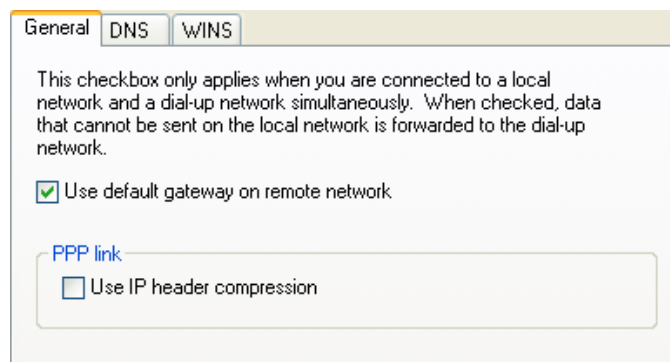 General DNS WINS
This checkbox only applies when you are connected to a local
network and a dial-up network simultaneously. When checked, data
that cannot be sent on the local network is forwarded to the dial-up
network.
Use default gateway on remote network
PPP link
Use IP header compression